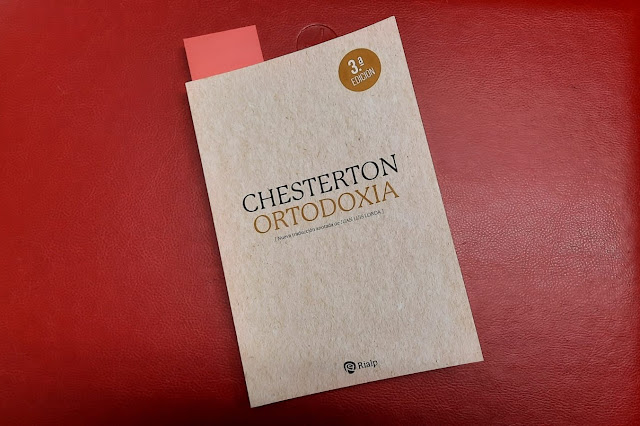 3.ª
EDICIÓN
CHESTERTON
ORTODOXIA
[ Nueva traducción anotada de JUAN LUIS LORDA ]
Rialp